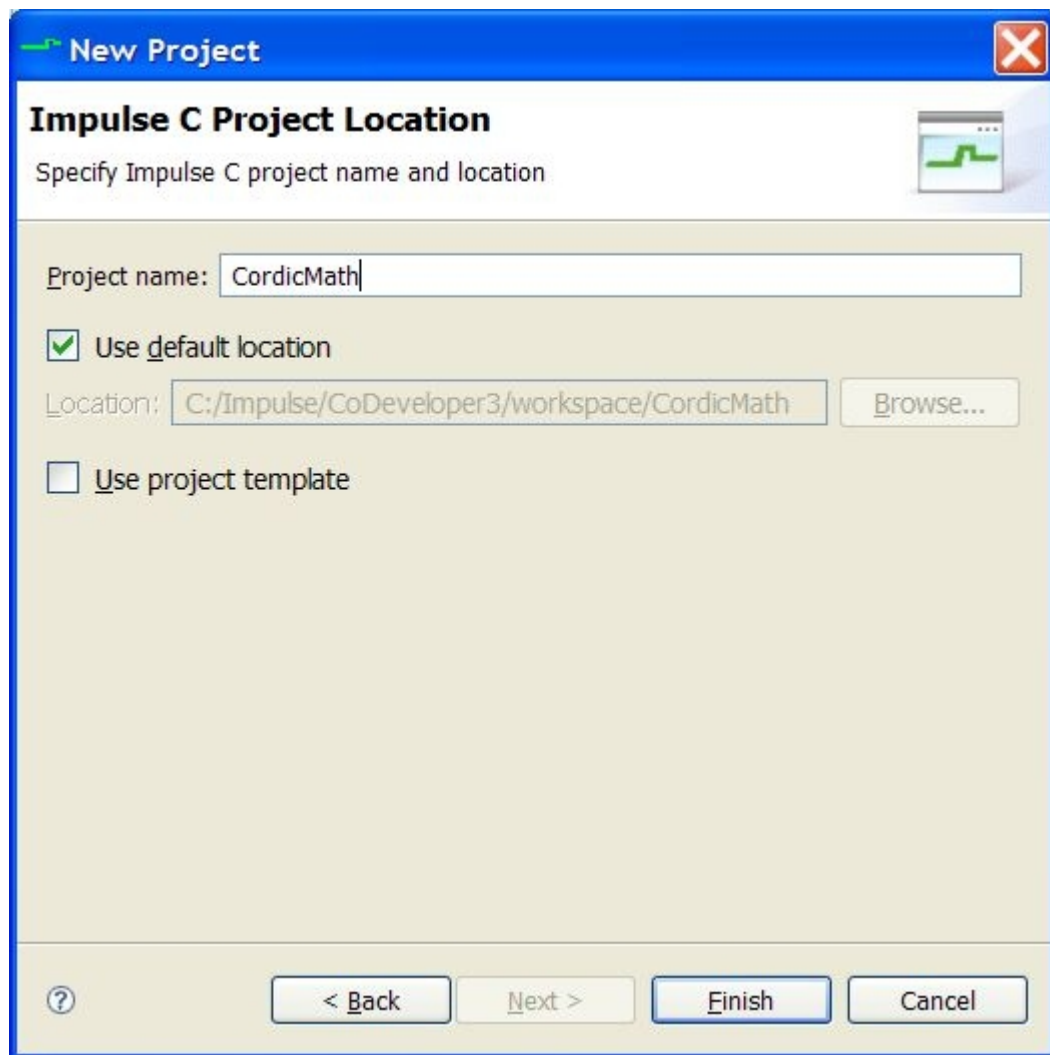 New Project
Impulse C Project Location
Specify Impulse C project name and location
Project name: CordicMath
Use default location
Location: C:/Impulse/CoDeveloper3/workspace/CordicMath Browse...
Use project template
? < Back Next > Finish Cancel